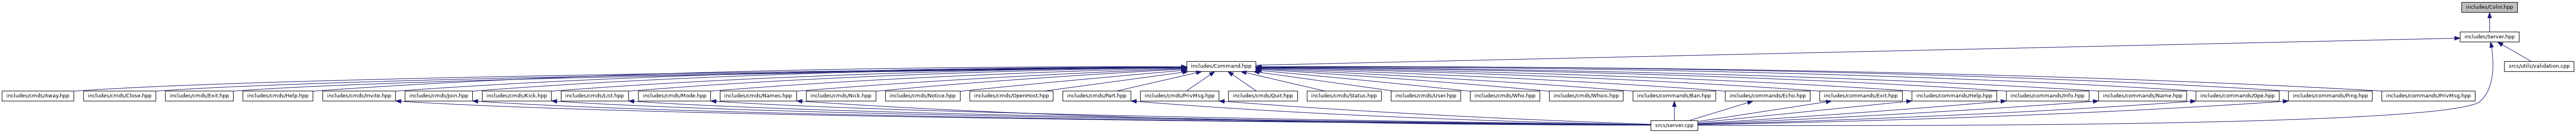 includes/Color.hpp
includes/Server.hpp
includes/Command.hpp
srcs/utils/validation.cpp
includes/cmds/Away.hpp
includes/cmds/Close.hpp
includes/cmds/Exit.hpp
includes/cmds/Help.hpp
includes/cmds/Invite.hpp
includes/cmds/Join.hpp
includes/cmds/Kick.hpp
includes/cmds/List.hpp
includes/cmds/Mode.hpp
includes/cmds/Names.hpp
includes/cmds/Nick.hpp
includes/cmds/Notice.hpp
includes/cmds/OpenHost.hpp
includes/cmds/Part.hpp
includes/cmds/PrivMsg.hpp
includes/cmds/Quit.hpp
includes/cmds/Status.hpp
includes/cmds/User.hpp
includes/cmds/Who.hpp
includes/cmds/Whois.hpp
includes/commands/Ban.hpp
includes/commands/Echo.hpp
includes/commands/Exit.hpp
includes/commands/Help.hpp
includes/commands/Info.hpp
includes/commands/Name.hpp
includes/commands/Ope.hpp
includes/commands/Ping.hpp
includes/commands/PrivMsg.hpp
srcs/server.cpp